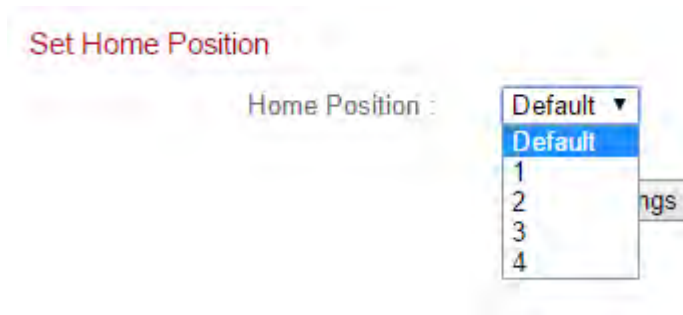 Set Home Position
Home Position :
Default ▼
Default
1
2
ngs
3
4